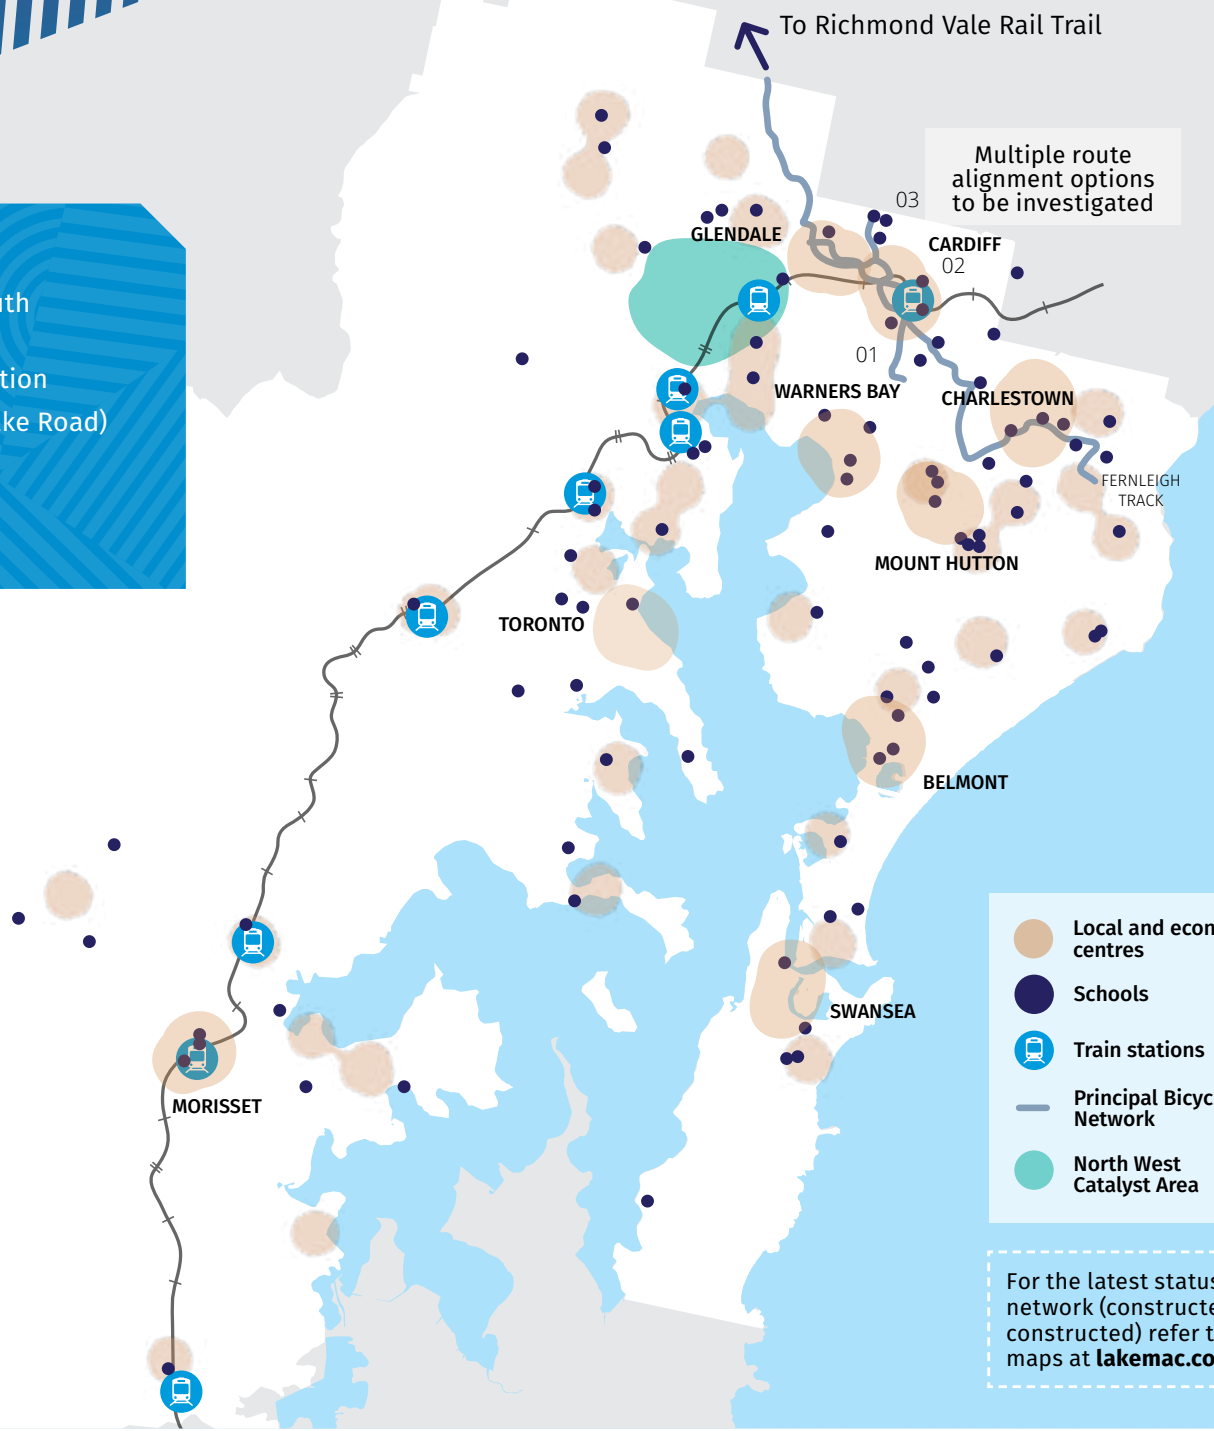 To Richmond Vale Rail Trail
Multiple route
alignment options
to be investigated
03
GLENDALE
CARDIFF
02
01
WARNERS BAY
CHARLESTOWN
FERNLEIGH
TRACK
MOUNT HUTTON
TORONTO
BELMONT
SWANSEA
MORISSET
ke Road)
Local and econ
centres
Schools
Train stations
Principal Bicyc
Network
North West
Catalyst Area
For the latest status
network (constructe
constructed) refer t
maps at lakemac.co